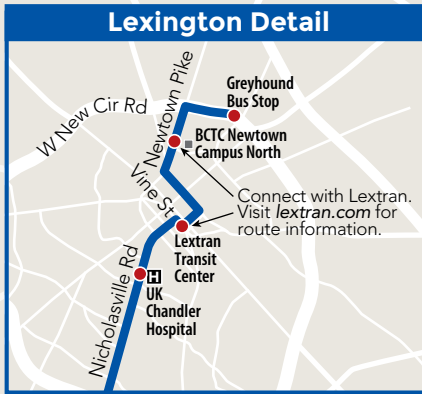 Lexington Detail
Newtown Pike
Greyhound
Bus Stop
W New Cir Rd
BCTC Newtown
Campus North
Vine St
Connect with Lextran.
Visit lextran.com for
route information.
Lextran
Transit
Center
Nicholasville Rd
H
UK
Chandler
Hospital